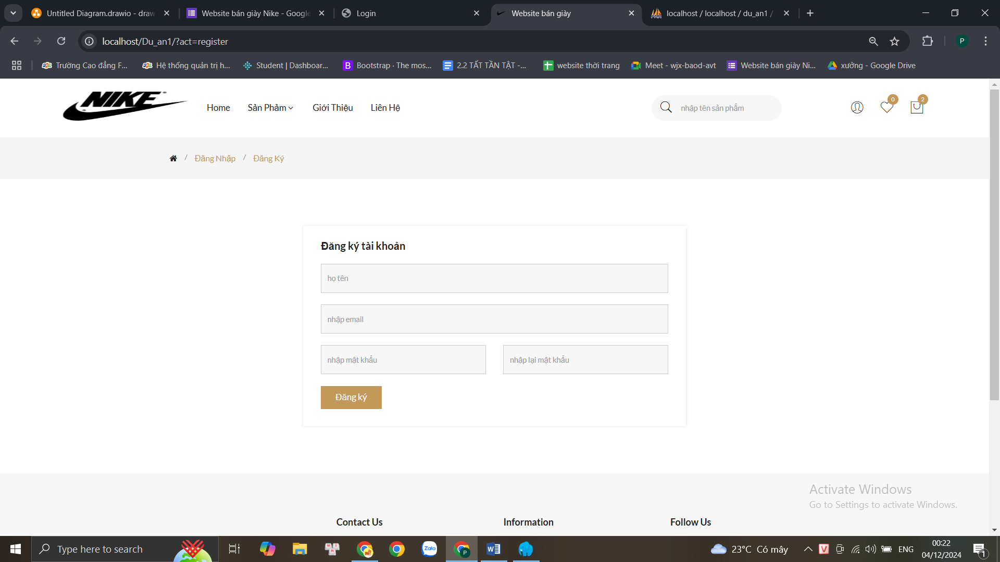 Untitled Diagram.drawio - draw
Website bán giày Nike - Google
Login
Website bán giày
localhost / localhost / du_an1 /
localhost/Du_an1/?act=register
P
Trường Cao đẳng F...
Hệ thống quản trị h...
Student | Dashboar...
B Bootstrap · The mos...
2.2 TẤT TẦN TẬT -...
website thời trang
Meet - wjx-baod-avt
Website bán giày Ni...
xưởng - Google Drive
NIKE
Home
Sản Phẩm
Giới Thiệu
Liên Hệ
nhập tên sản phẩm
0
2
/ Đăng Nhập / Đăng Ký
Đăng ký tài khoản
họ tên
nhập email
nhập mật khẩu
nhập lại mật khẩu
Đăng ký
Activate Windows
Go to Settings to activate Windows.
Contact Us
Information
Follow Us
Type here to search
Zalo
P
W
23°C Có mây
V
ENG
00:22
04/12/2024
1